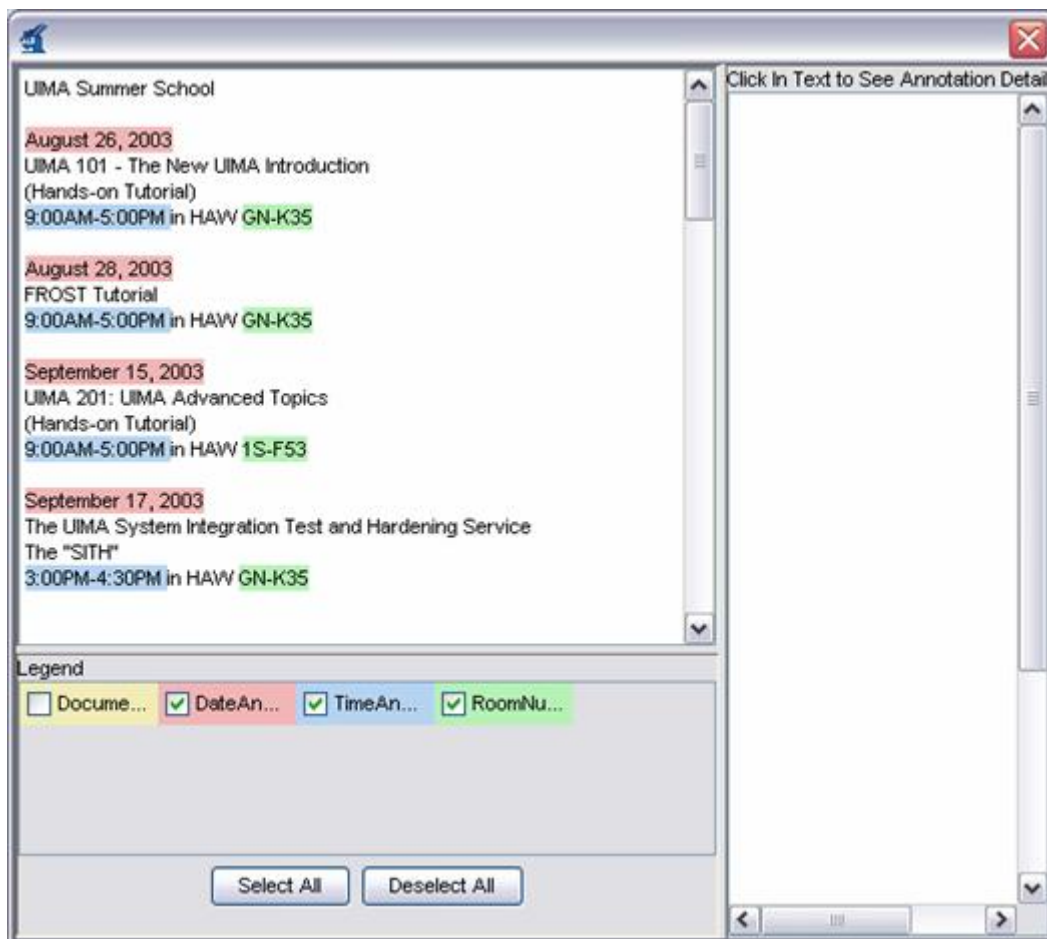 UIMA Summer School
August 26, 2003
UIMA 101 - The New UIMA Introduction
(Hands-on Tutorial)
9:00AM-5:00PM in HAW GN-K35
August 28, 2003
FROST Tutorial
9:00AM-5:00PM in HAW GN-K35
September 15, 2003
UIMA 201: UIMA Advanced Topics
(Hands-on Tutorial)
9:00AM-5:00PM in HAW 1S-F53
September 17, 2003
The UIMA System Integration Test and Hardening Service
The "SITH"
3:00PM-4:30PM in HAW GN-K35
Click In Text to See Annotation Detail
Legend
Docume... DateAn... TimeAn... RoomNu...
Select All Deselect All